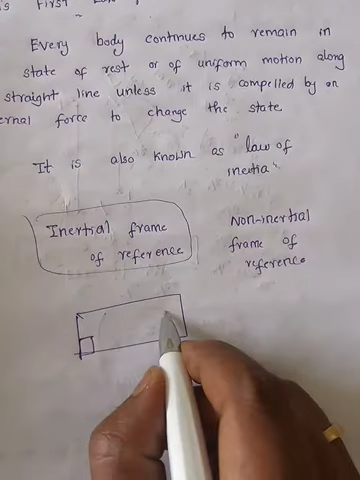 s First Law,
Every body continues to remain in
state of rest or of uniform motion along
straight line unless it is compelled by an
ernal force to change the state
It is also known as "law of
inertia"
Inertial frame
of reference
Non-inertial
frame of
reference